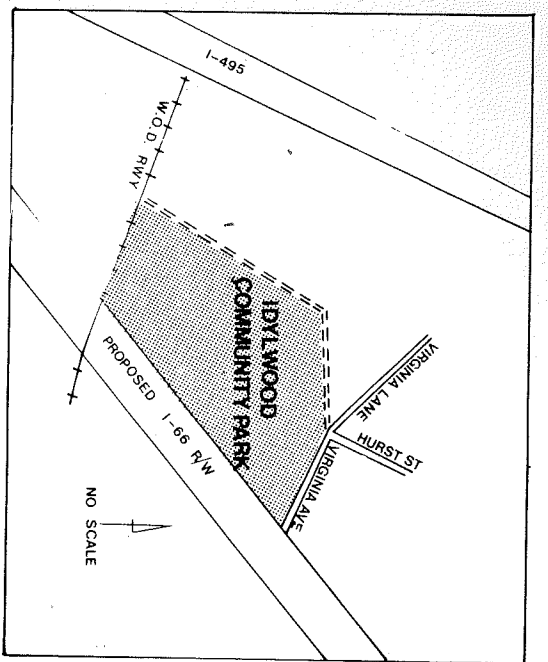 I-495
W.O.D. RWY
IDYLWOOD
COMMUNITY PARK
VIRGINIA LANE
HURST ST
VIRGINIA AVE
PROPOSED I-66 R/W
NO SCALE